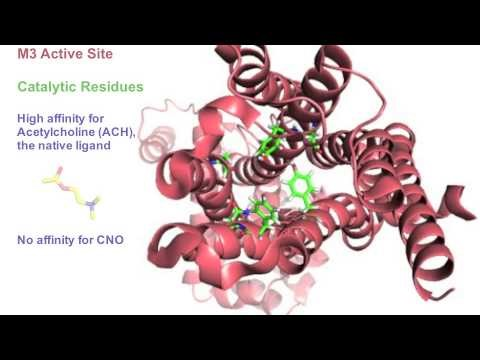 M3 Active Site
Catalytic Residues
High affinity for
Acetylcholine (ACH),
the native ligand
No affinity for CNO